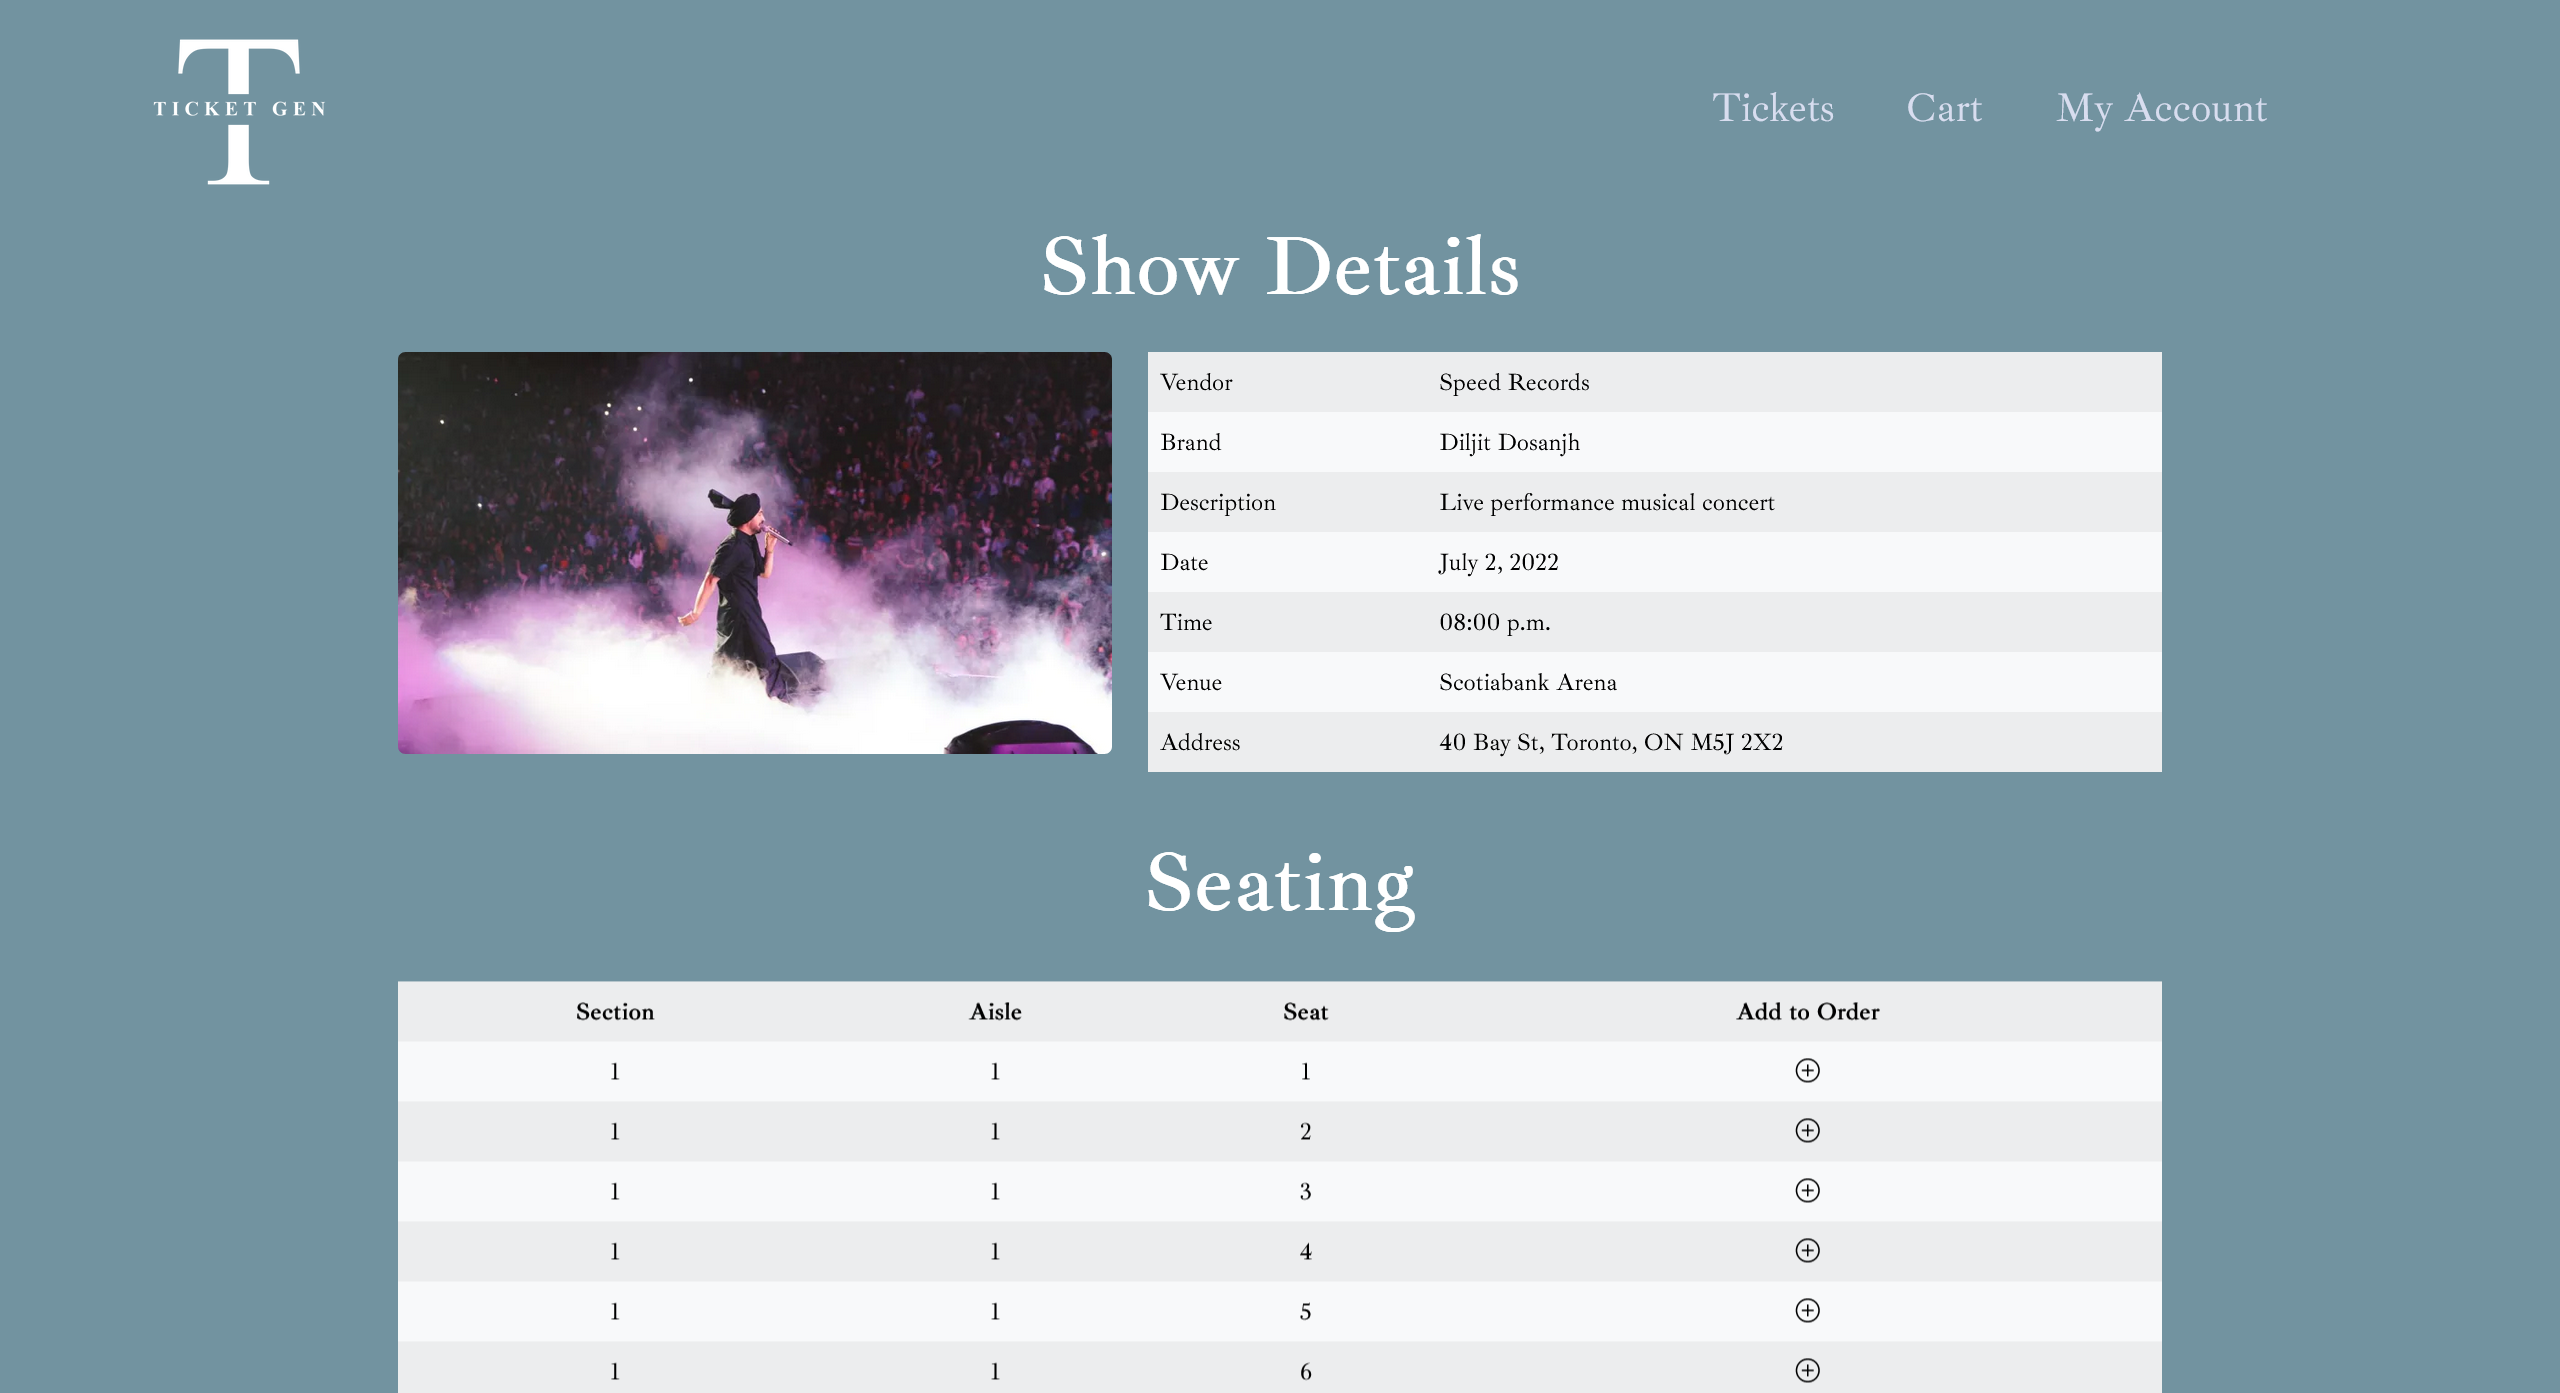 T
TICKET GEN
Tickets Cart My Account
Show Details
Vendor Speed Records
Brand Diljit Dosanjh
Description Live performance musical concert
Date July 2, 2022
Time 08:00 p.m.
Venue Scotiabank Arena
Address 40 Bay St, Toronto, ON M5J 2X2
Seating
Section Aisle Seat Add to Order
1 1 1
1 1 2
1 1 3
1 1 4
1 1 5
1 1 6